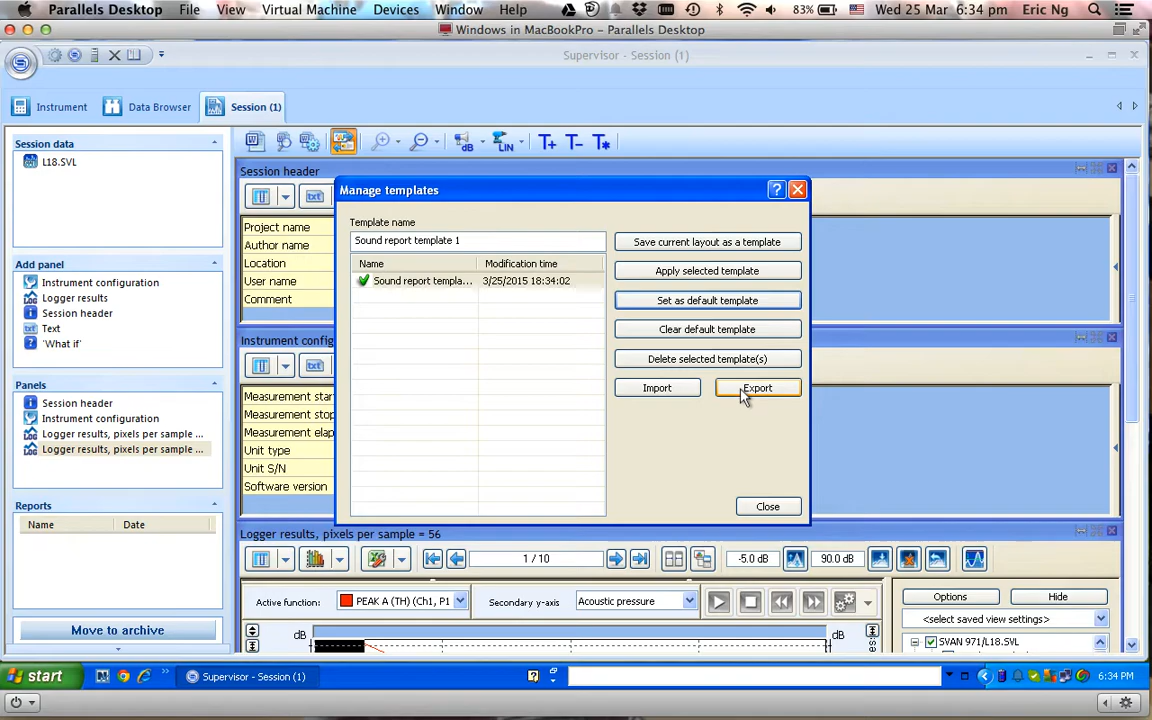 Parallels Desktop File View Virtual Machine Devices Window Help 83% Wed 25 Mar 6:34 pm Eric Ng
Windows in MacBookPro – Parallels Desktop
Supervisor - Session (1)
Instrument Data Browser Session (1)
Session data
L18.SVL
Add panel
Instrument configuration
Logger results
Session header
Text
'What if'
Panels
Session header
Instrument configuration
Logger results, pixels per sample ...
Logger results, pixels per sample ...
Reports
Name Date
Move to archive
dB LIN T+ T− T*
Session header
txt
Project name
Author name
Location
User name
Comment
Instrument config
txt
Measurement star
Measurement stop
Measurement elap
Unit type
Unit S/N
Software version
Manage templates
Template name
Sound report template 1
Name Modification time
Sound report templa... 3/25/2015 18:34:02
Save current layout as a template
Apply selected template
Set as default template
Clear default template
Delete selected template(s)
Import Export
Close
Logger results, pixels per sample = 56
1 / 10 -5.0 dB 90.0 dB
Active function: PEAK A (TH) (Ch1, P1 Secondary y-axis Acoustic pressure
Options Hide
<select saved view settings>
SVAN 971/L18.SVL
dB dB
start Supervisor - Session (1) 6:34 PM